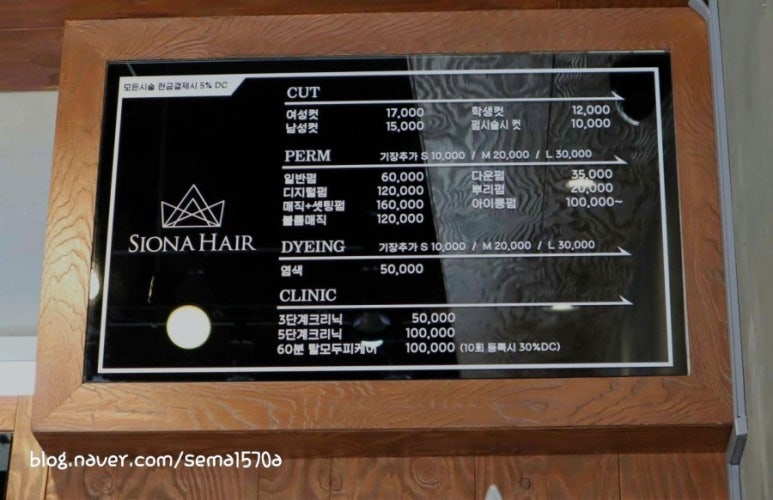 모든시술 현금결제시 5% DC
SIONA HAIR
CUT
여성컷 17,000 학생컷 12,000
남성컷 15,000 펌시술시 컷 10,000
PERM 기장추가 S 10,000 / M 20,000 / L 30,000
일반펌 60,000 다운펌 35,000
디지털펌 120,000 뿌리펌 20,000
매직+셋팅펌 160,000 아이롱펌 100,000~
볼륨매직 120,000
DYEING 기장추가 S 10,000 / M 20,000 / L 30,000
염색 50,000
CLINIC
3단계크리닉 50,000
5단계크리닉 100,000
60분 탈모두피케어 100,000 (10회 등록시 30%DC)
blog.naver.com/sema1570a